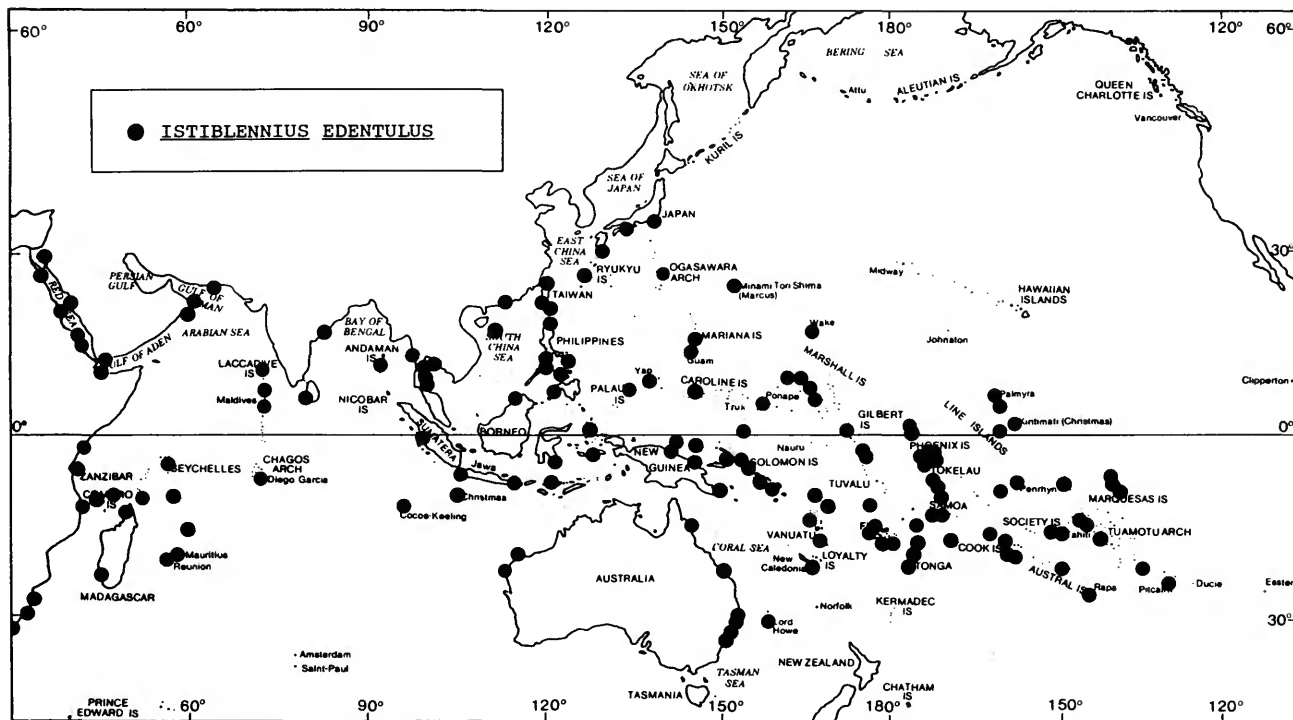 60° 90° 120° 150° 180° 150° 120° 60°
ISTIBLENNIUS EDENTULUS
BERING SEA
SEA OF OKHOTSK
Attu
ALEUTIAN IS
QUEEN CHARLOTTE IS
Vancouver
KURIL IS
SEA OF JAPAN
JAPAN
30°
30°
EAST CHINA SEA
RYUKYU IS
OGASAWARA ARCH
Minami Tori Shima (Marcus)
Midway
HAWAIIAN ISLANDS
PERSIAN GULF
RED SEA
GULF OF OMAN
TAIWAN
ARABIAN SEA
BAY OF BENGAL
GULF OF ADEN
LACCADIVE IS
ANDAMAN IS
SOUTH CHINA SEA
PHILIPPINES
MARIANA IS
Guam
Wake
Johnston
MARSHALL IS
Maldives
NICOBAR IS
PALAU IS
Yap
CAROLINE IS
Truk
Ponape
Palmyra
Clipperton
Kiritimati (Christmas)
LINE ISLANDS
GILBERT IS
0°
0°
SUMATERA
BORNEO
NEW GUINEA
Nauru
PHOENIX IS
ZANZIBAR
SEYCHELLES
CHAGOS ARCH
Diego Garcia
Jawa
SOLOMON IS
TOKELAU
TUVALU
Penrhyn
MARQUESAS IS
COMORO IS
Christmas
Cocos-Keeling
SAMOA
SOCIETY IS
Tahiti
TUAMOTU ARCH
VANUATU
FIJI
COOK IS
CORAL SEA
Mauritius
Reunion
MADAGASCAR
AUSTRALIA
New Caledonia
LOYALTY IS
TONGA
AUSTRAL IS
Rapa
Pitcairn
Ducie
Easter
30°
Norfolk
KERMADEC IS
Lord Howe
Amsterdam
Saint-Paul
TASMAN SEA
TASMANIA
NEW ZEALAND
CHATHAM IS
PRINCE EDWARD IS
60° 90° 120° 150° 180° 150° 120°
30°